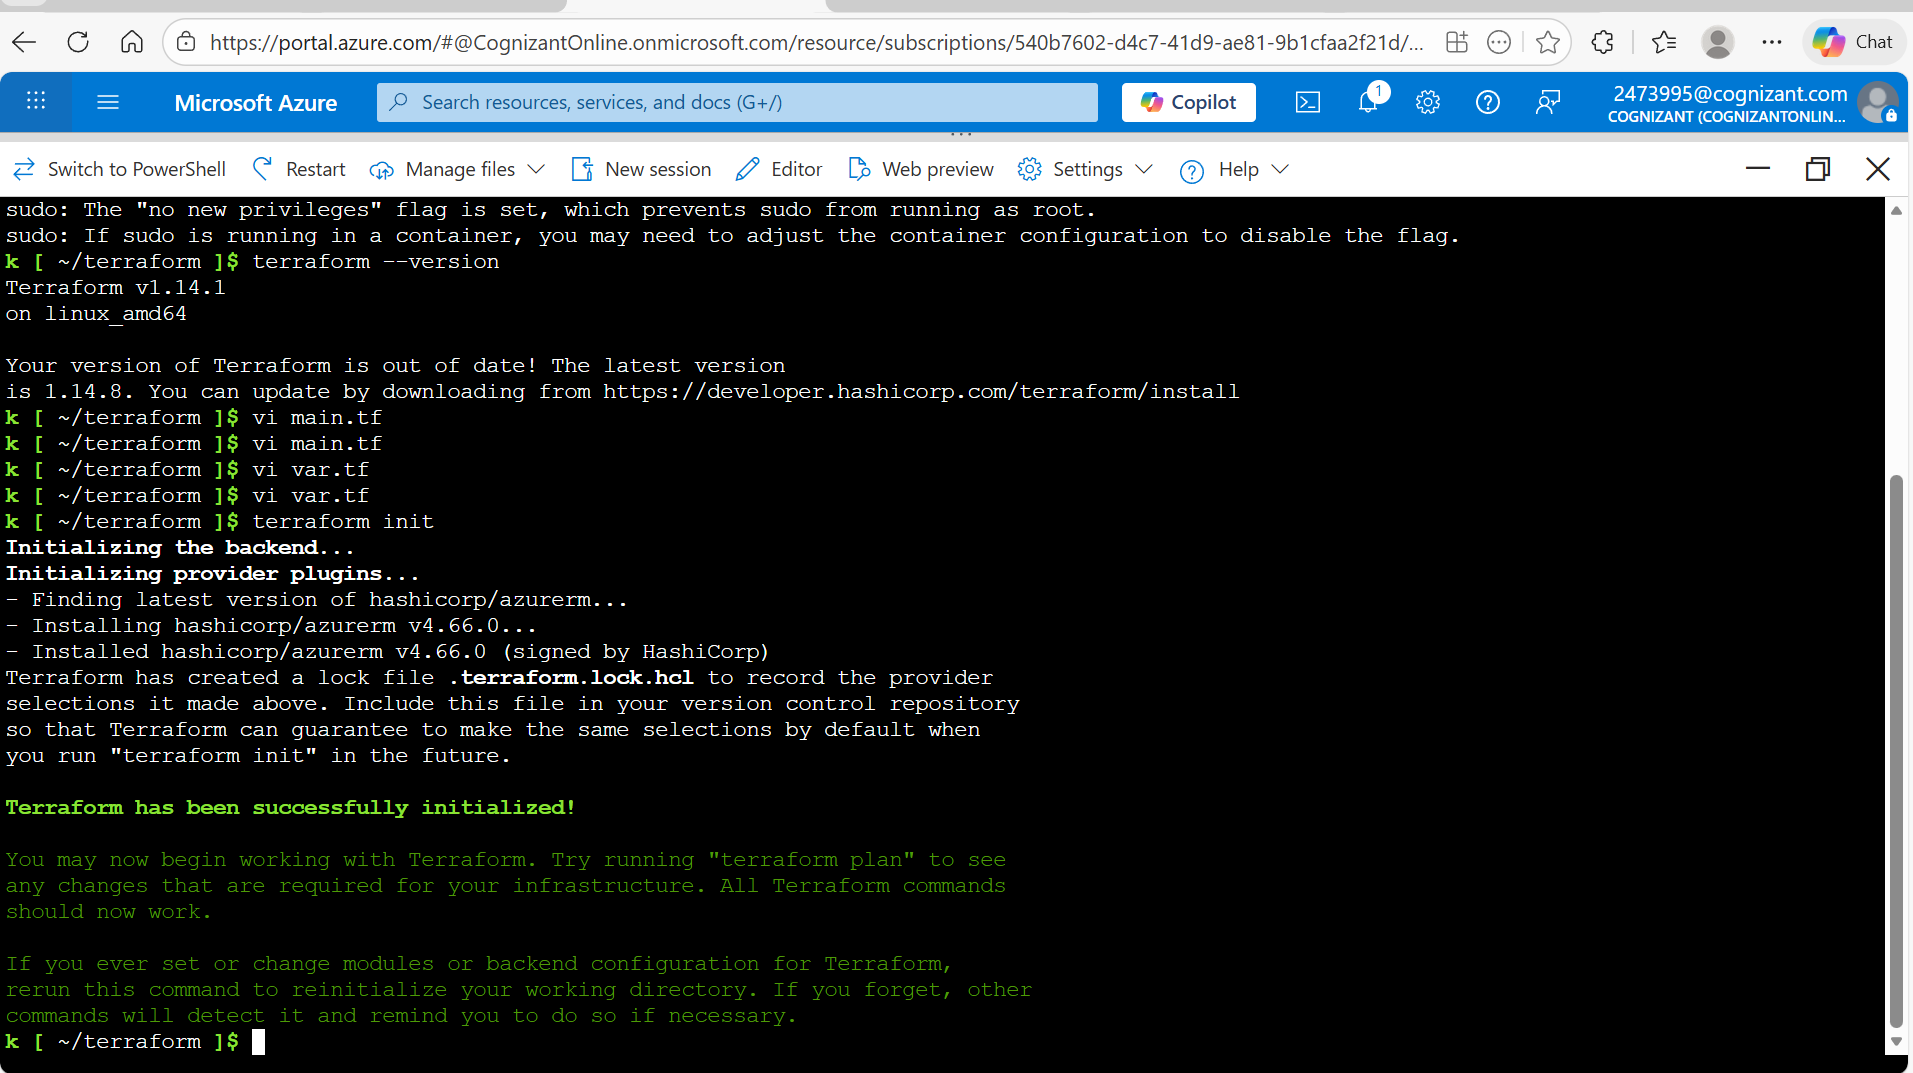 https://portal.azure.com/#@CognizantOnline.onmicrosoft.com/resource/subscriptions/540b7602-d4c7-41d9-ae81-9b1cfaa2f21d/...
Chat
Microsoft Azure
Search resources, services, and docs (G+/)
Copilot
1
2473995@cognizant.com
COGNIZANT (COGNIZANTONLIN...
Switch to PowerShell
Restart
Manage files
New session
Editor
Web preview
Settings
Help
sudo: The "no new privileges" flag is set, which prevents sudo from running as root.
sudo: If sudo is running in a container, you may need to adjust the container configuration to disable the flag.
k [ ~/terraform ]$ terraform --version
Terraform v1.14.1
on linux_amd64
Your version of Terraform is out of date! The latest version
is 1.14.8. You can update by downloading from https://developer.hashicorp.com/terraform/install
k [ ~/terraform ]$ vi main.tf
k [ ~/terraform ]$ vi main.tf
k [ ~/terraform ]$ vi var.tf
k [ ~/terraform ]$ vi var.tf
k [ ~/terraform ]$ terraform init
Initializing the backend...
Initializing provider plugins...
- Finding latest version of hashicorp/azurerm...
- Installing hashicorp/azurerm v4.66.0...
- Installed hashicorp/azurerm v4.66.0 (signed by HashiCorp)
Terraform has created a lock file .terraform.lock.hcl to record the provider
selections it made above. Include this file in your version control repository
so that Terraform can guarantee to make the same selections by default when
you run "terraform init" in the future.
Terraform has been successfully initialized!
You may now begin working with Terraform. Try running "terraform plan" to see
any changes that are required for your infrastructure. All Terraform commands
should now work.
If you ever set or change modules or backend configuration for Terraform,
rerun this command to reinitialize your working directory. If you forget, other
commands will detect it and remind you to do so if necessary.
k [ ~/terraform ]$